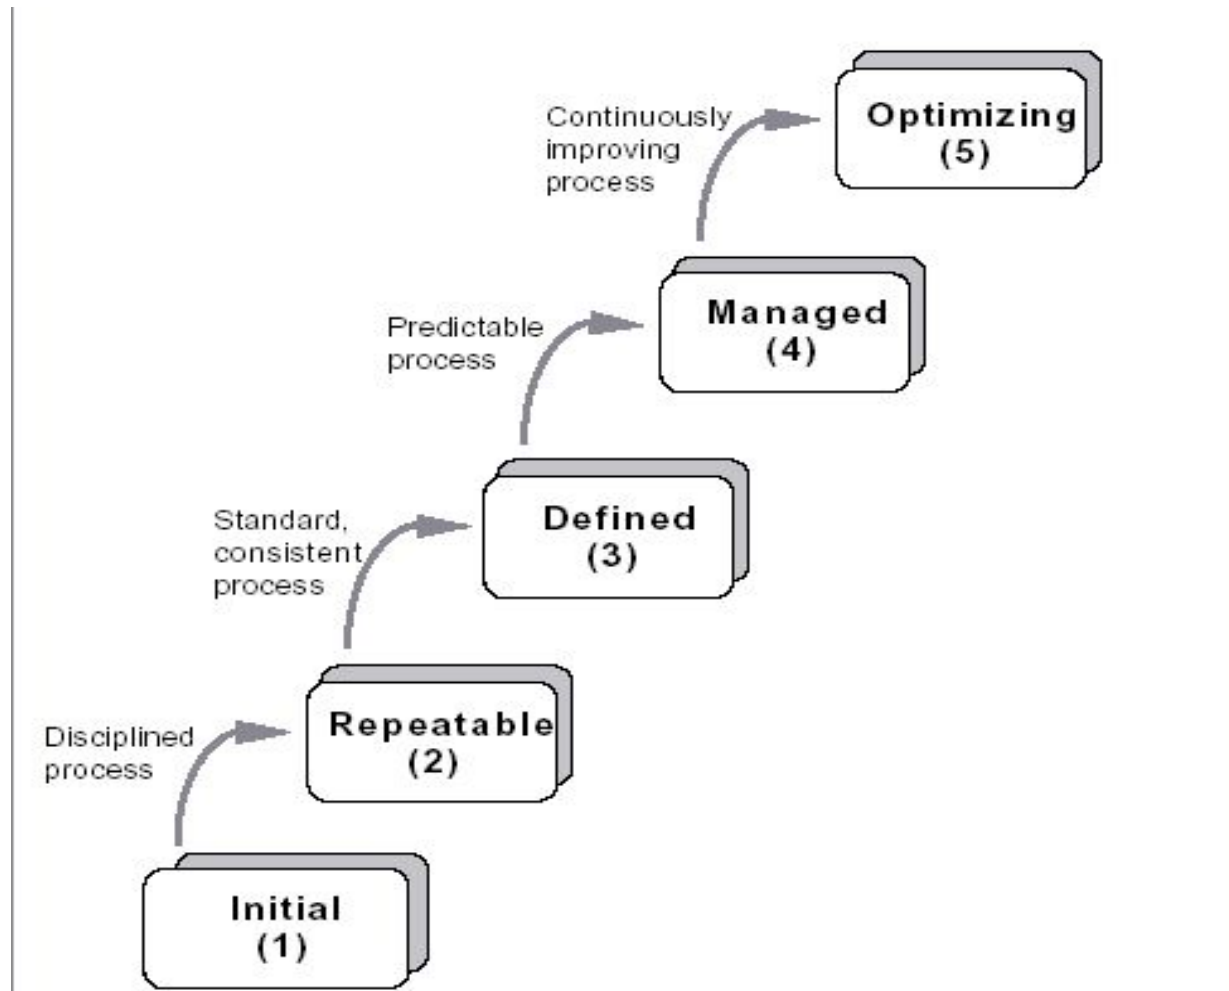 Continuously
improving
process
Optimizing
(5)
Predictable
process
Managed
(4)
Standard,
consistent
process
Defined
(3)
Disciplined
process
Repeatable
(2)
Initial
(1)